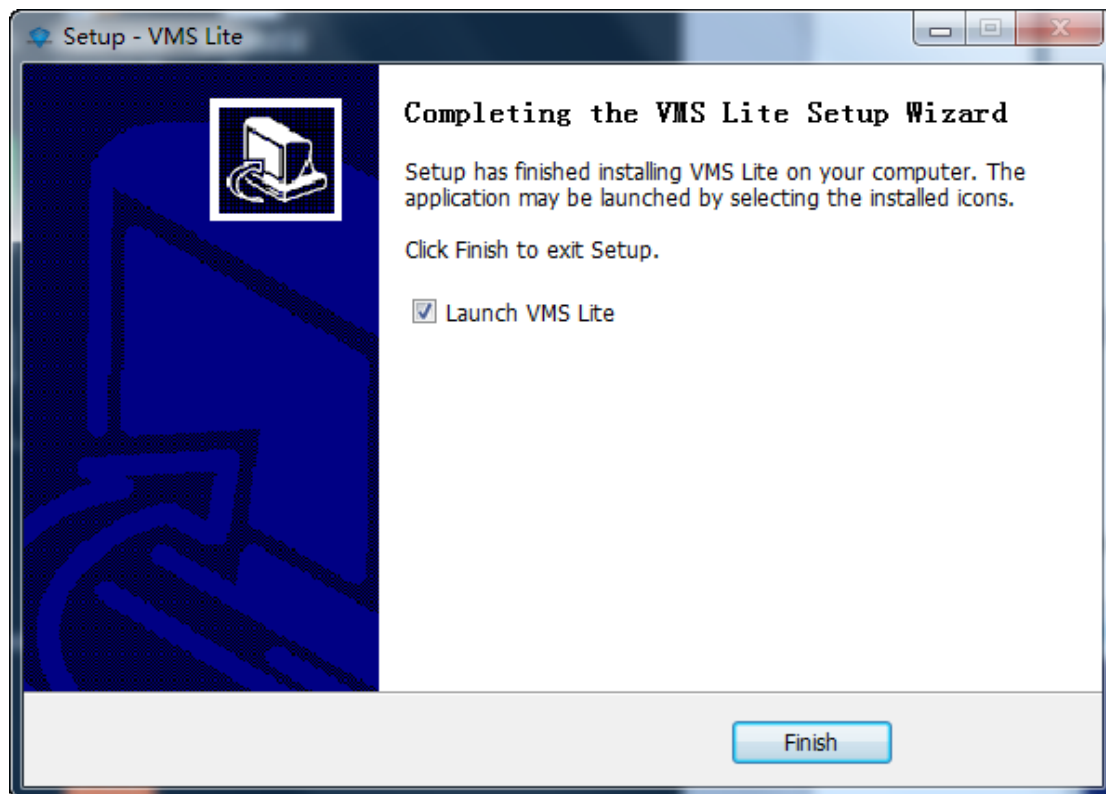 Setup - VMS Lite
Completing the VMS Lite Setup Wizard
Setup has finished installing VMS Lite on your computer. The
application may be launched by selecting the installed icons.
Click Finish to exit Setup.
Launch VMS Lite
Finish